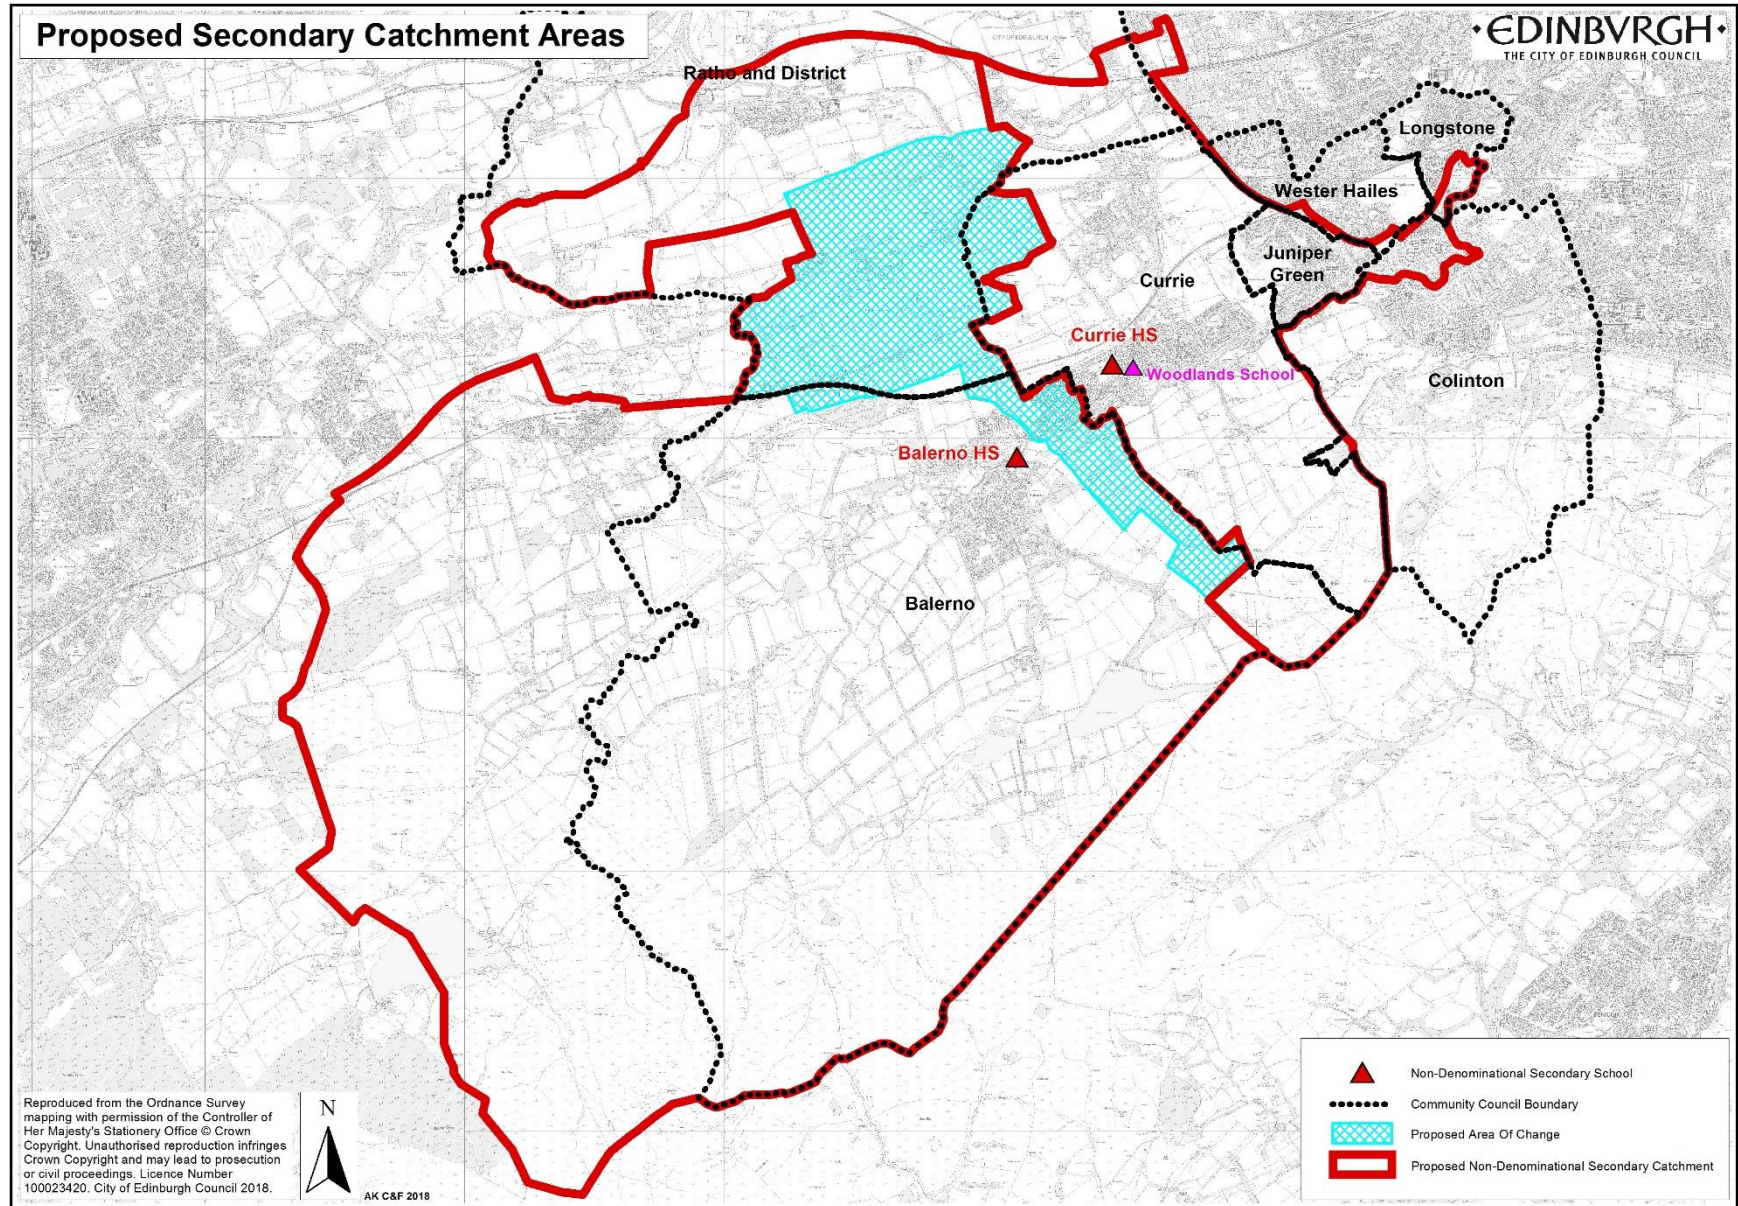 Proposed Secondary Catchment Areas
EDINBVRGH
THE CITY OF EDINBURGH COUNCIL
CITY OF EDINBURGH
Ratho and District
Longstone
Wester Hailes
Juniper
Green
Currie
Currie HS
Woodlands School
Colinton
Balerno HS
Balerno
Non-Denominational Secondary School
Community Council Boundary
Proposed Area Of Change
Proposed Non-Denominational Secondary Catchment
Reproduced from the Ordnance Survey
mapping with permission of the Controller of
Her Majesty's Stationery Office © Crown
Copyright. Unauthorised reproduction infringes
Crown Copyright and may lead to prosecution
or civil proceedings. Licence Number
100023420. City of Edinburgh Council 2018.
N
AK C&F 2018